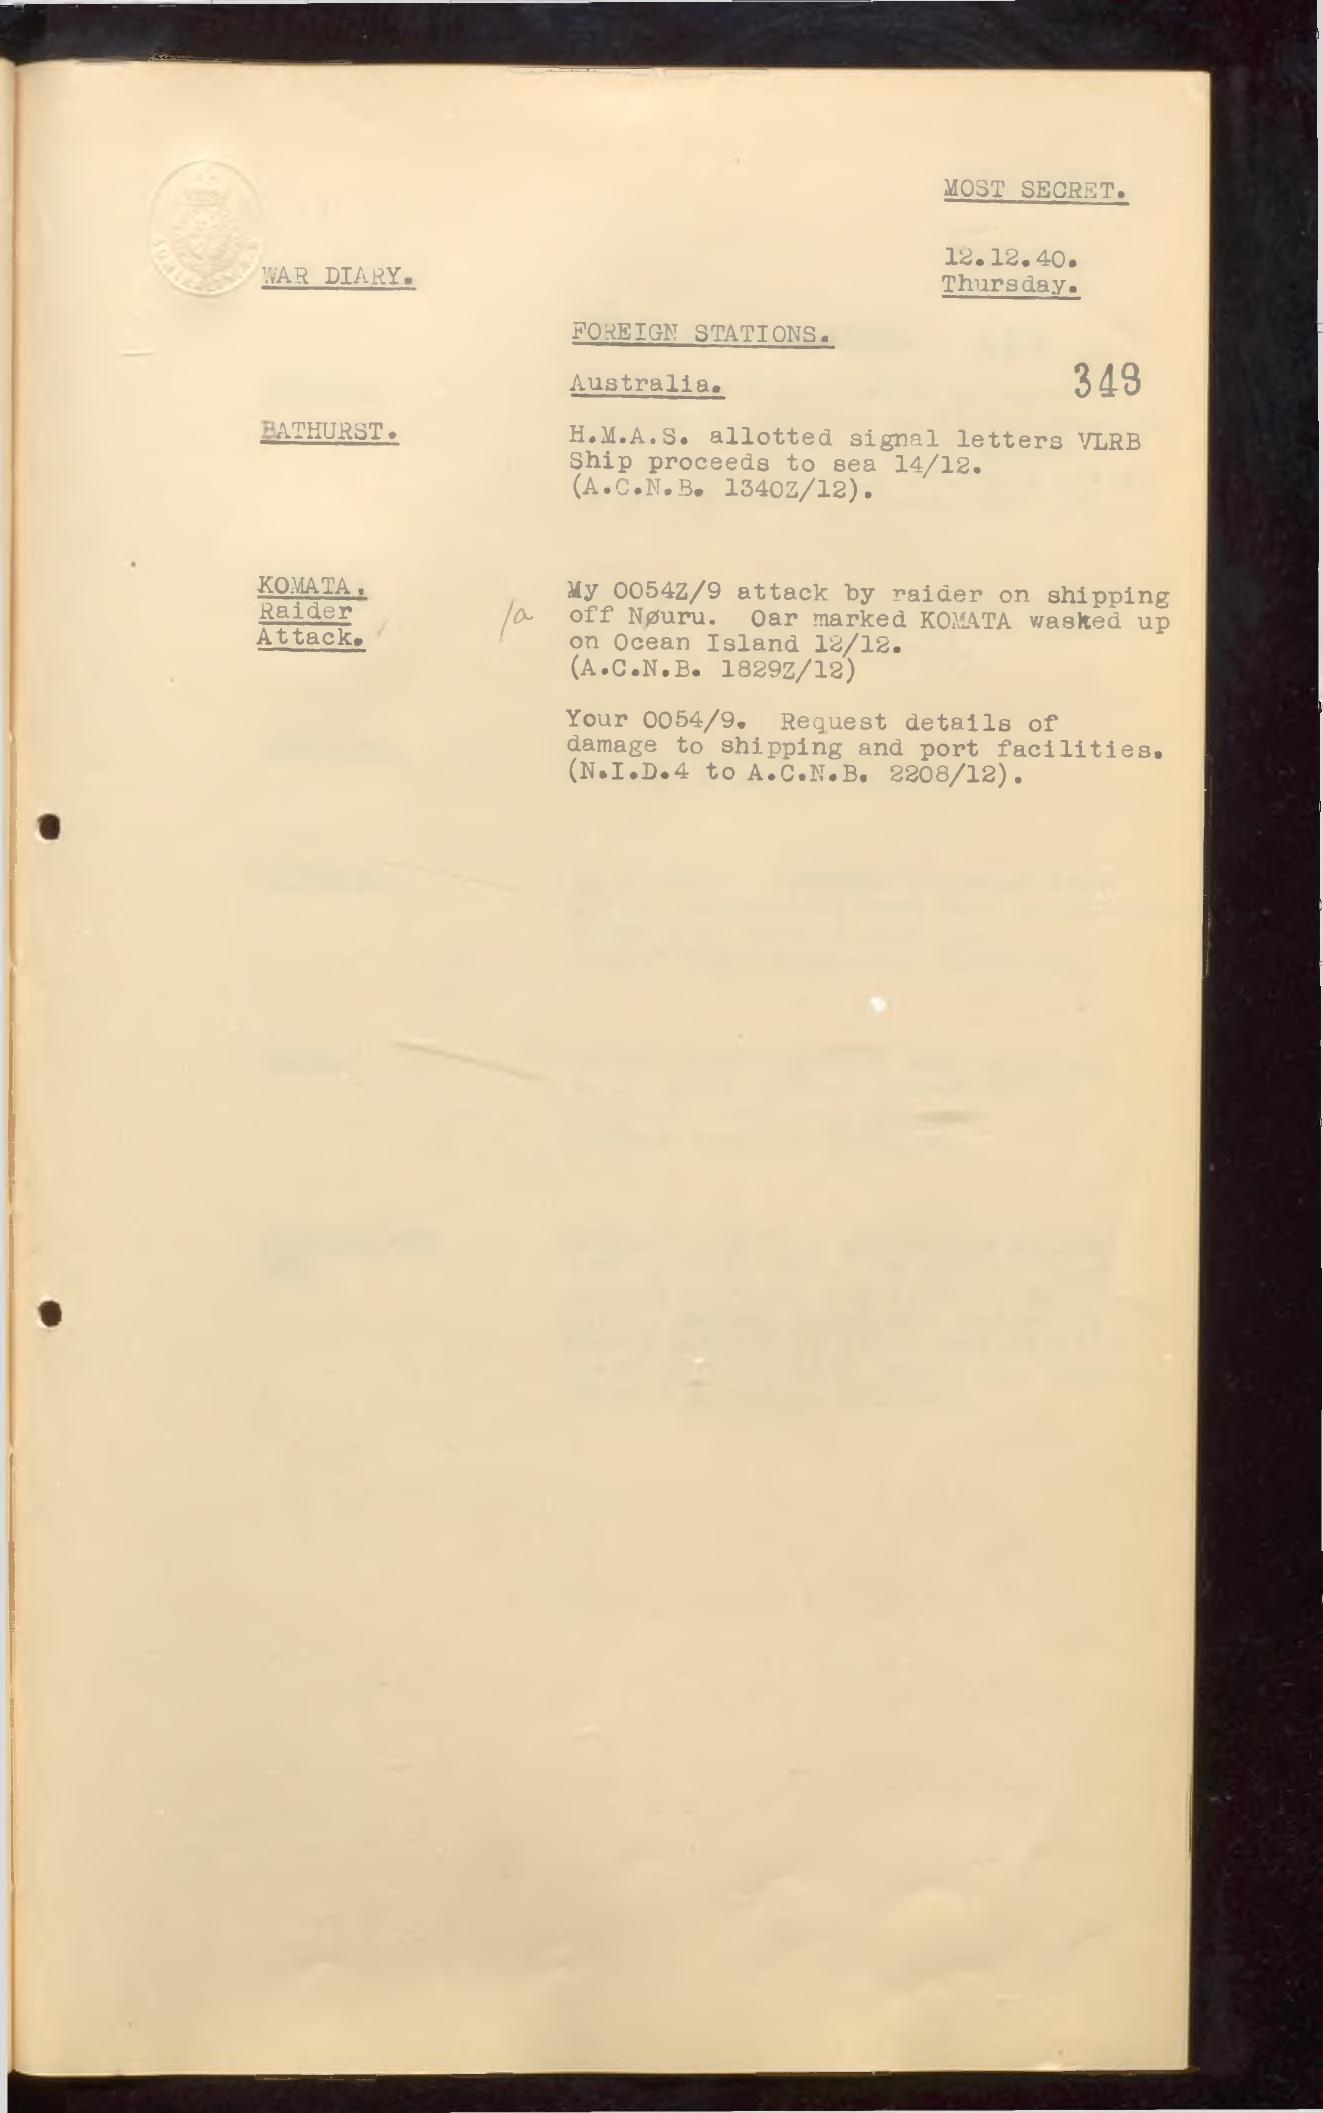 MOST SECRET.
12.12.40.
Thursday.
WAR DIARY.
FOREIGN STATIONS.
Australia.
349
BATHURST.
H.M.A.S. allotted signal letters VLRB
Ship proceeds to sea 14/12.
(A.C.N.B. 1340Z/12).
KOMATA.
Raider
Attack.
/a
My 0054Z/9 attack by raider on shipping
off Nøuru. Oar marked KOMATA washed up
on Ocean Island 12/12.
(A.C.N.B. 1829Z/12)
Your 0054/9. Request details of
damage to shipping and port facilities.
(N.I.D.4 to A.C.N.B. 2208/12).